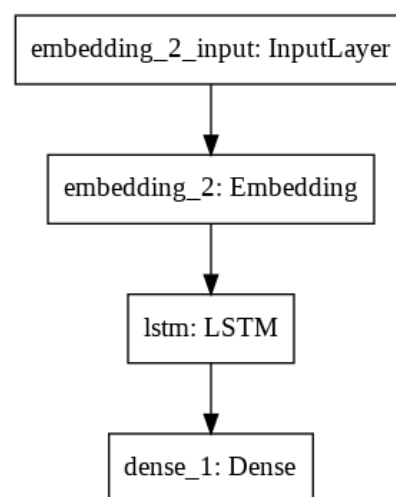 embedding_2_input: InputLayer
embedding_2: Embedding
lstm: LSTM
dense_1: Dense